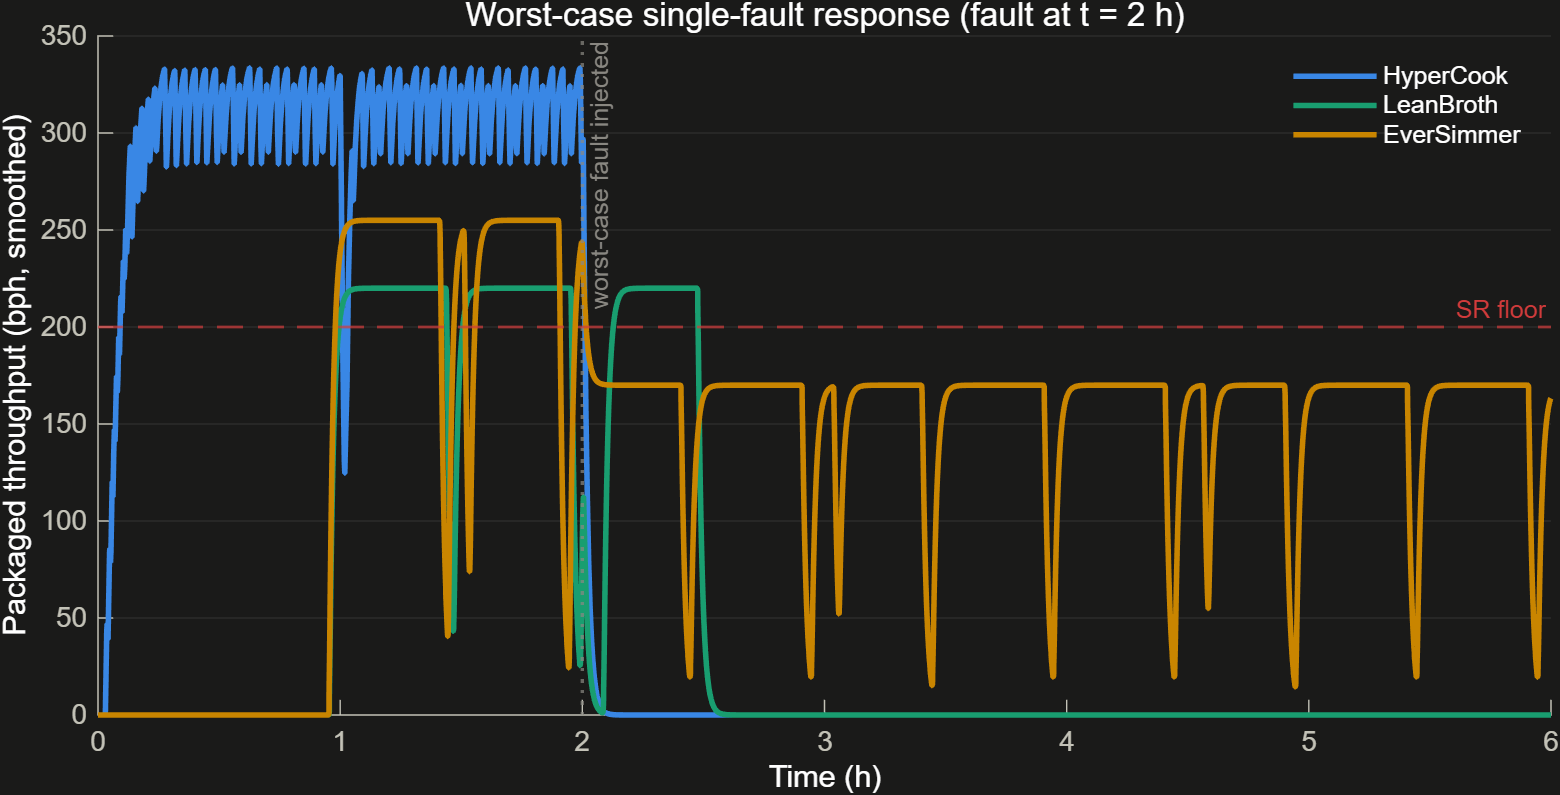 Worst-case single-fault response (fault at t = 2 h)
Packaged throughput (bph, smoothed)
350
300
250
200
150
100
50
0
worst-case fault injected
HyperCook
LeanBroth
EverSimmer
SR floor
0 1 2 3 4 5 6
Time (h)